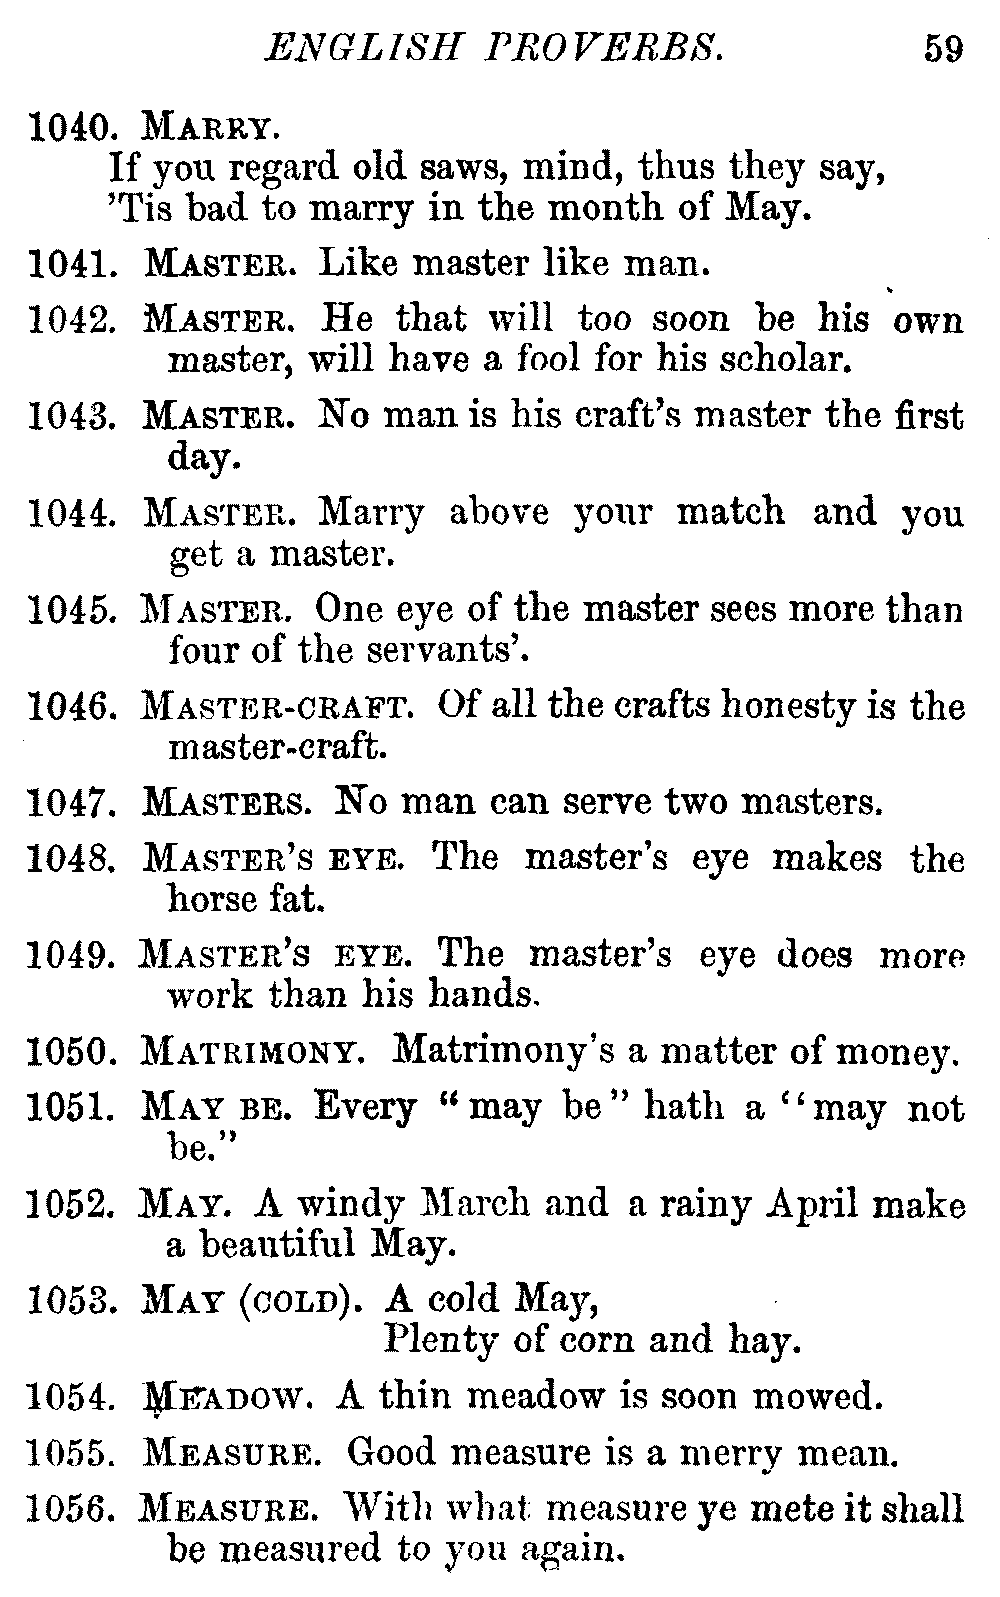 ENGLISH PROVERBS. 59
1040. MARRY.
If you regard old saws, mind, thus they say,
'Tis bad to marry in the month of May.
1041. MASTER. Like master like man.
1042. MASTER. He that will too soon be his own
master, will have a fool for his scholar.
1043. MASTER. No man is his craft's master the first
day.
1044. MASTER. Marry above your match and you
get a master.
1045. MASTER. One eye of the master sees more than
four of the servants'.
1046. MASTER-CRAFT. Of all the crafts honesty is the
master-craft.
1047. MASTERS. No man can serve two masters.
1048. MASTER'S EYE. The master's eye makes the
horse fat.
1049. MASTER'S EYE. The master's eye does more
work than his hands.
1050. MATRIMONY. Matrimony's a matter of money.
1051. MAY BE. Every "may be" hath a "may not
be."
1052. MAY. A windy March and a rainy April make
a beautiful May.
1053. MAY (COLD). A cold May,
Plenty of corn and hay.
1054. MEADOW. A thin meadow is soon mowed.
1055. MEASURE. Good measure is a merry mean.
1056. MEASURE. With what measure ye mete it shall
be measured to you again.